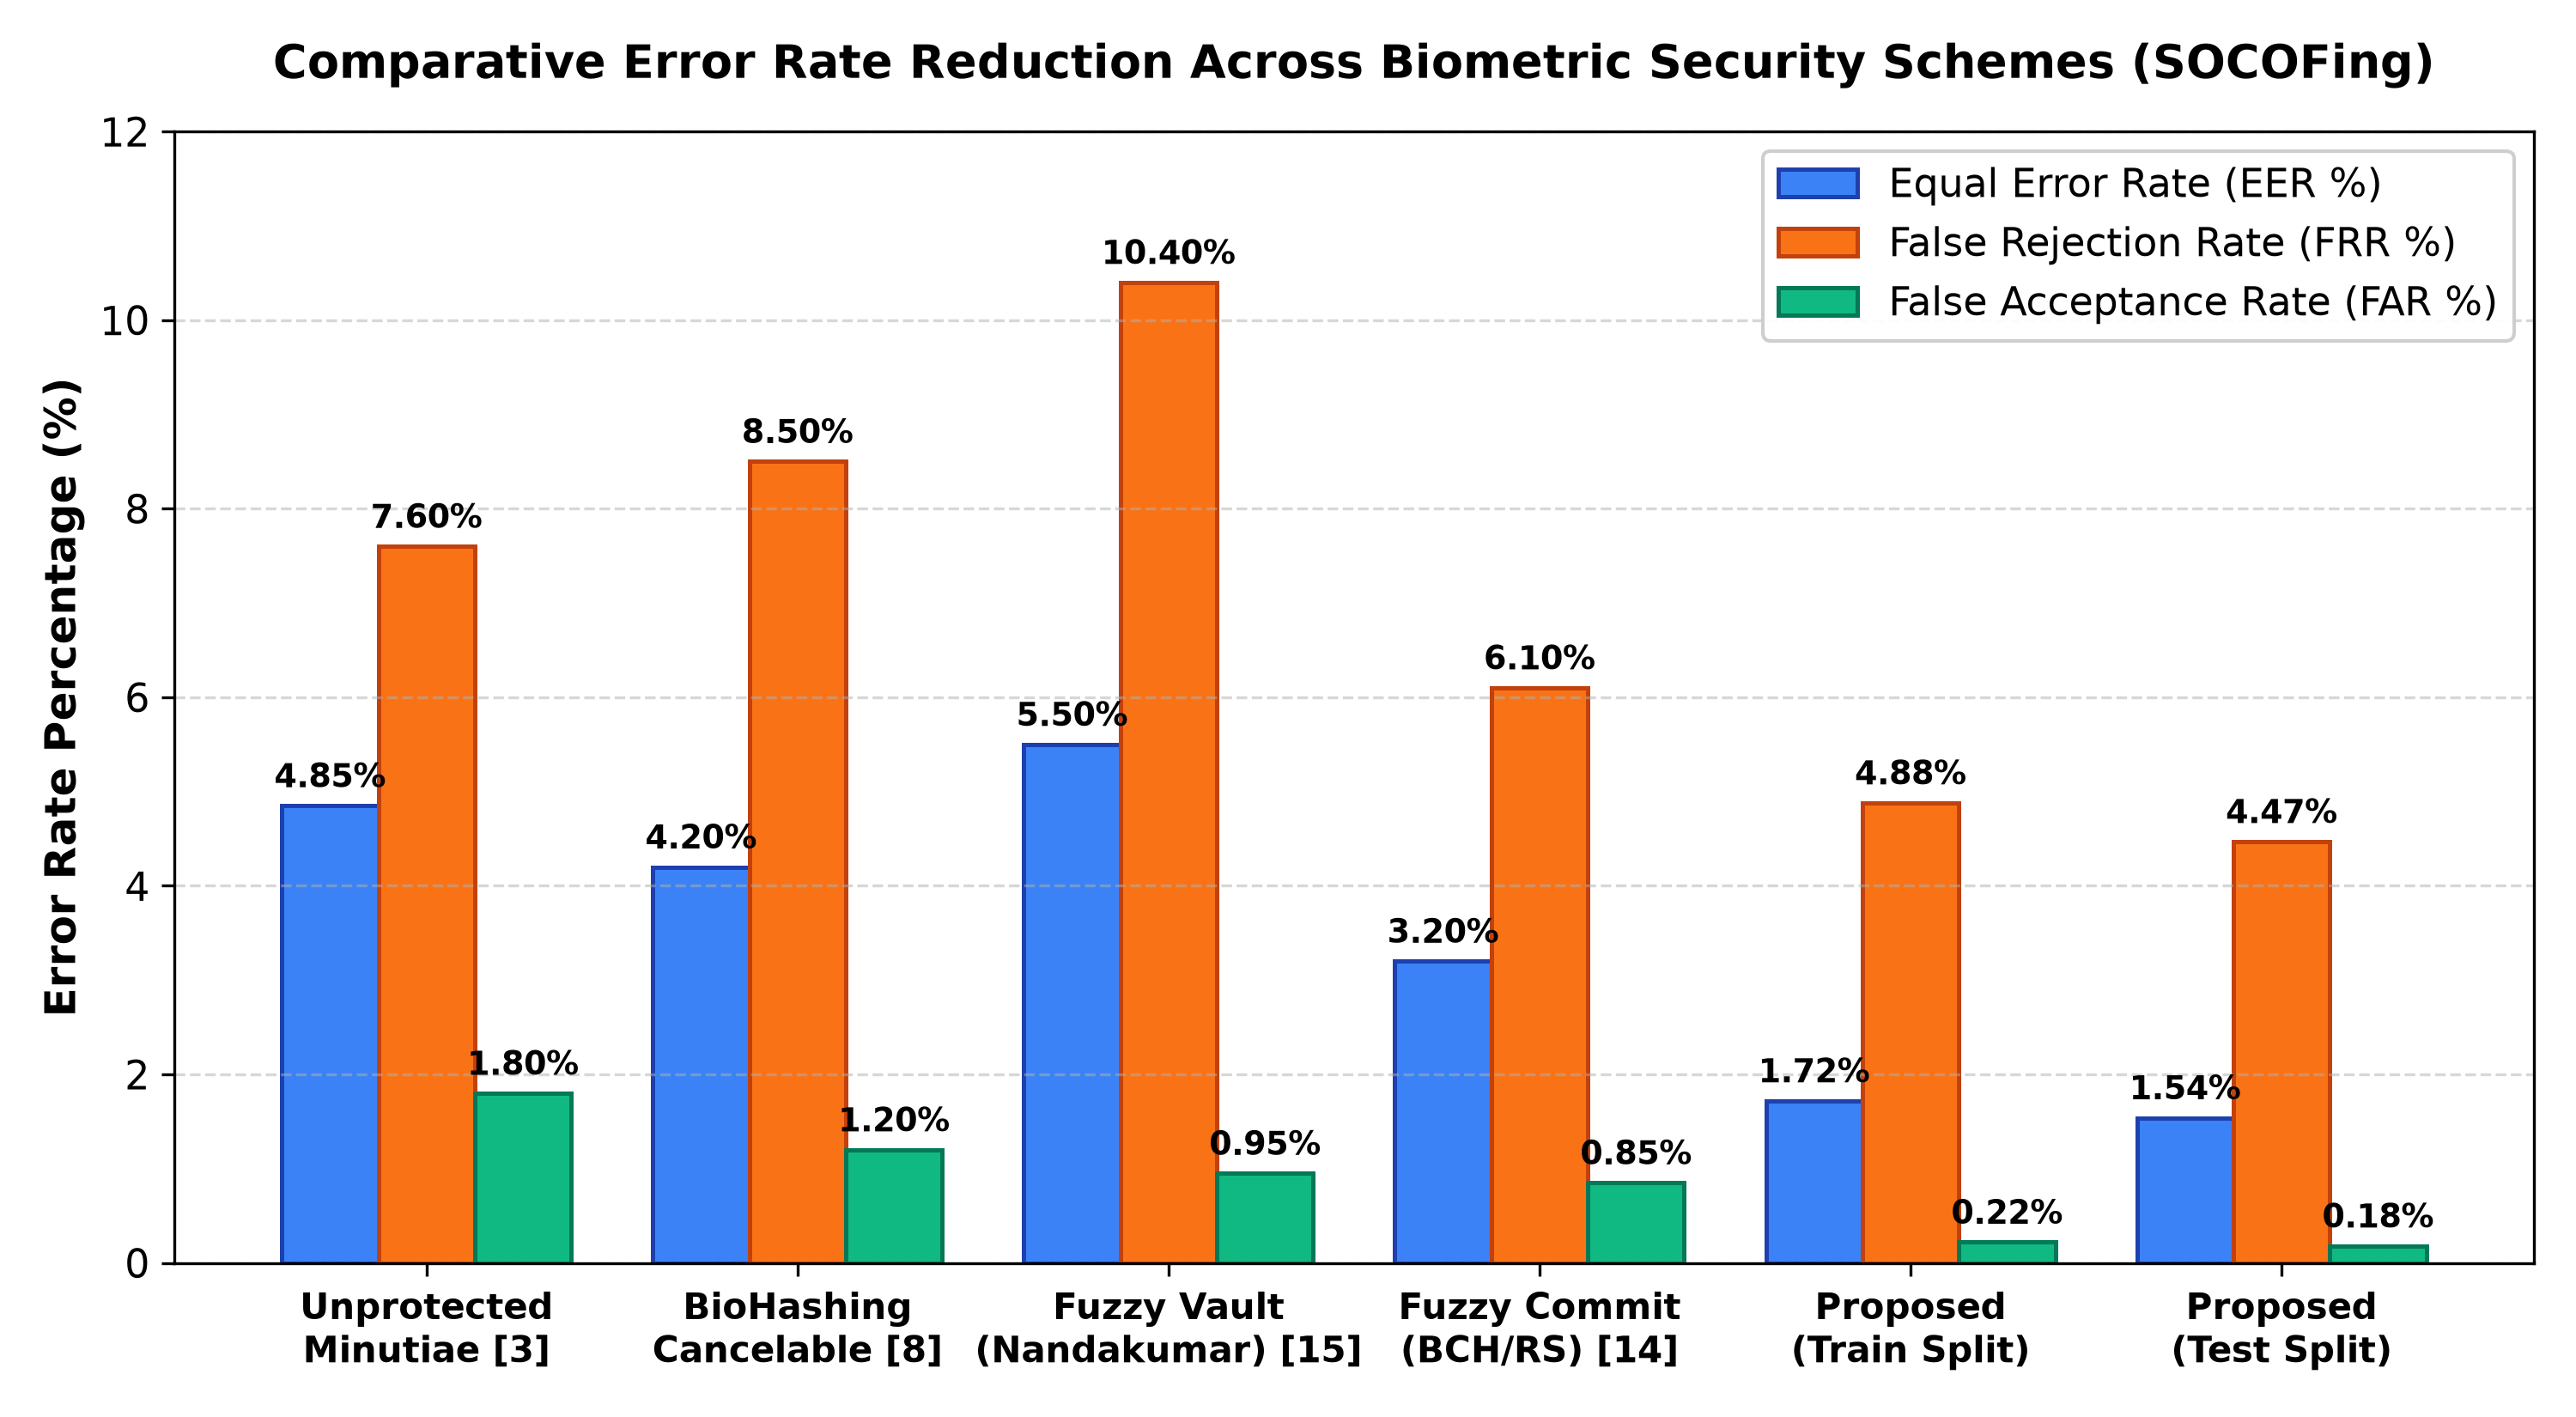 Comparative Error Rate Reduction Across Biometric Security Schemes (SOCOFing)
Error Rate Percentage (%)
12
10
8
6
4
2
0
Equal Error Rate (EER %)
False Rejection Rate (FRR %)
False Acceptance Rate (FAR %)
4.85%
7.60%
1.80%
4.20%
8.50%
1.20%
5.50%
10.40%
0.95%
3.20%
6.10%
0.85%
1.72%
4.88%
0.22%
1.54%
4.47%
0.18%
Unprotected
Minutiae [3]
BioHashing
Cancelable [8]
Fuzzy Vault
(Nandakumar) [15]
Fuzzy Commit
(BCH/RS) [14]
Proposed
(Train Split)
Proposed
(Test Split)